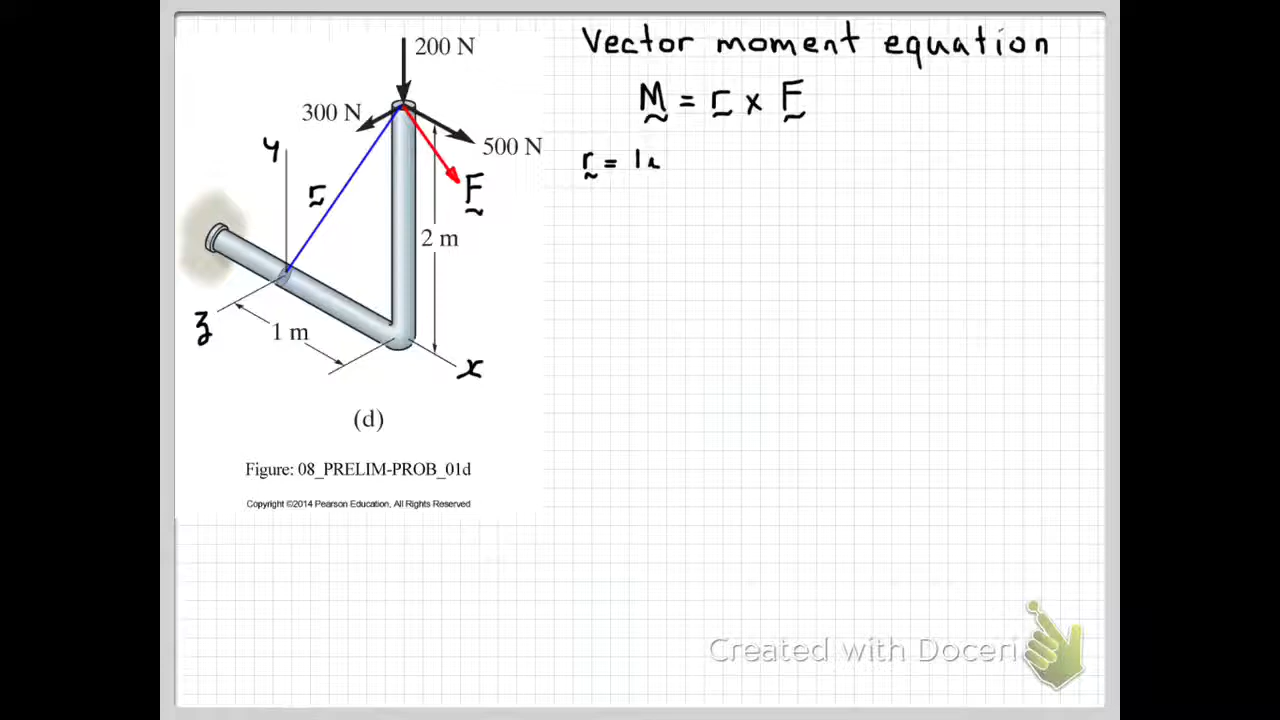 Vector moment equation
M = r x F
r = 1
200 N
300 N
500 N
y
r
F
2 m
z
1 m
x
(d)
Figure: 08_PRELIM-PROB_01d
Copyright ©2014 Pearson Education, All Rights Reserved
Created with Doceri